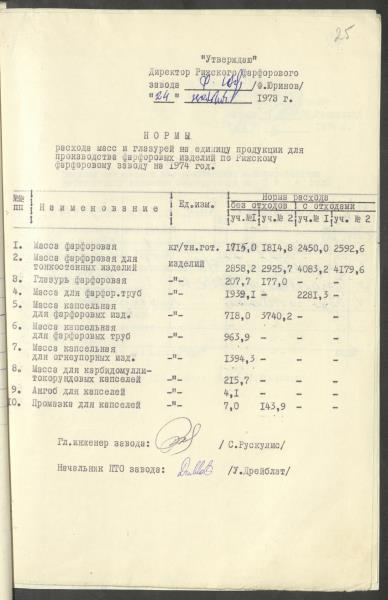 25
"Утверждаю"
Директор Рижского фарфорового
завода /Ф.Юринов/
"24" 1973 г.
Н О Р М Ы
расхода масс и глазурей на единицу продукции для
производства фарфоровых изделий по Рижскому
фарфоровому заводу на 1974 год.
№№ пп Наименование Ед.изм. Норма расхода
без отходов с отходами
уч.№1 уч.№ 2 уч.№ 1 уч. № 2
1. Масса фарфоровая кг/тн.гот. 1715,0 1814,8 2450,0 2592,6
2. Масса фарфоровая для изделий
тонкостенных изделий 2858,2 2925,7 4083,2 4179,6
3. Глазурь фарфоровая -"- 207,7 177,0 - -
4. Масса для фарфор.труб -"- 1939,1 - 2281,3 -
5. Масса капсельная
для фарфоровых изд. -"- 718,0 3740,2 - -
6. Масса капсельная
для фарфоровых труб -"- 963,9 - - -
7. Масса капсельная
для огнеупорных изд. -"- 1394,3 - - -
8. Масса для карбидомулли-
токорундовых капселей -"- 215,7 - - -
9. Ангоб для капселей -"- 4,1 - - -
10. Промазка для капселей -"- 7,0 143,9 - -
Гл.инженер завода: / С.Рускулис/
Начальник ПТО завода: /У.Дрейблат/